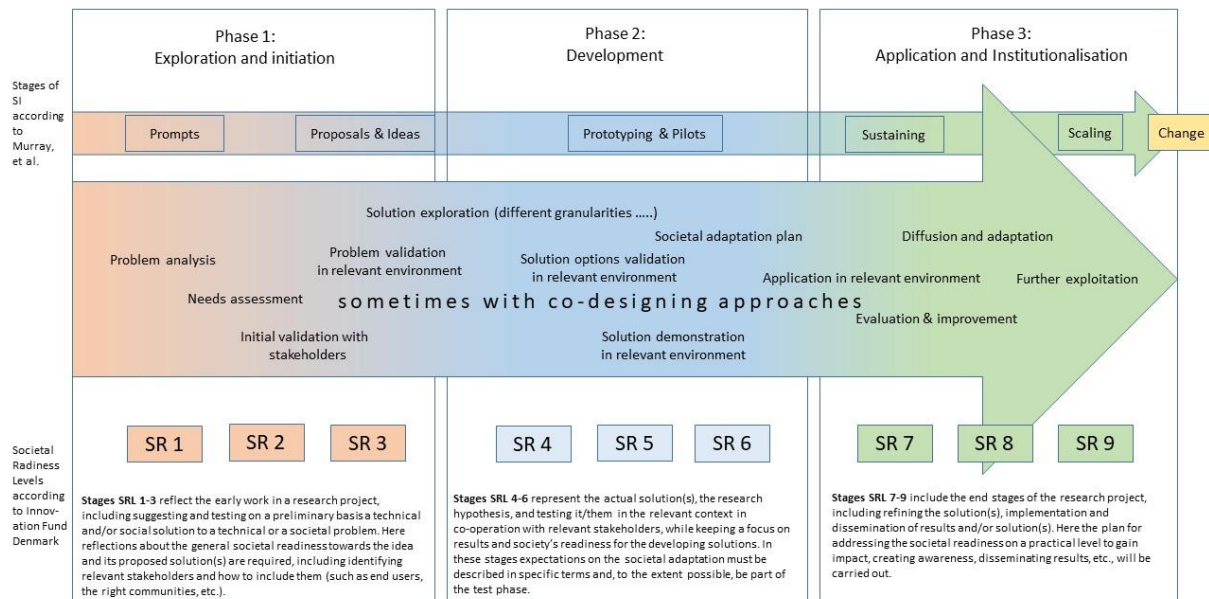 Phase 1:
Exploration and initiation
Phase 2:
Development
Phase 3:
Application and Institutionalisation
Stages of
SI
according
to
Murray,
et al.
Prompts
Proposals & Ideas
Prototyping & Pilots
Sustaining
Scaling
Change
Solution exploration (different granularities .....)
Societal adaptation plan
Diffusion and adaptation
Problem analysis
Problem validation
in relevant environment
Solution options validation
in relevant environment
Application in relevant environment
Further exploitation
Needs assessment
sometimes with co-designing approaches
Evaluation & improvement
Initial validation with
stakeholders
Solution demonstration
in relevant environment
Societal
Radiness
Levels
according
to Innov-
ation Fund
Denmark
SR 1
SR 2
SR 3
SR 4
SR 5
SR 6
SR 7
SR 8
SR 9
Stages SRL 1-3 reflect the early work in a research project,
including suggesting and testing on a preliminary basis a technical
and/or social solution to a technical or a societal problem. Here
reflections about the general societal readiness towards the idea
and its proposed solution(s) are required, including identifying
relevant stakeholders and how to include them (such as end users,
the right communities, etc.).
Stages SRL 4-6 represent the actual solution(s), the research
hypothesis, and testing it/them in the relevant context in
co-operation with relevant stakeholders, while keeping a focus on
results and society's readiness for the developing solutions. In
these stages expectations on the societal adaptation must be
described in specific terms and, to the extent possible, be part of
the test phase.
Stages SRL 7-9 include the end stages of the research project,
including refining the solution(s), implementation and
dissemination of results and/or solution(s). Here the plan for
addressing the societal readiness on a practical level to gain
impact, creating awareness, disseminating results, etc., will be
carried out.